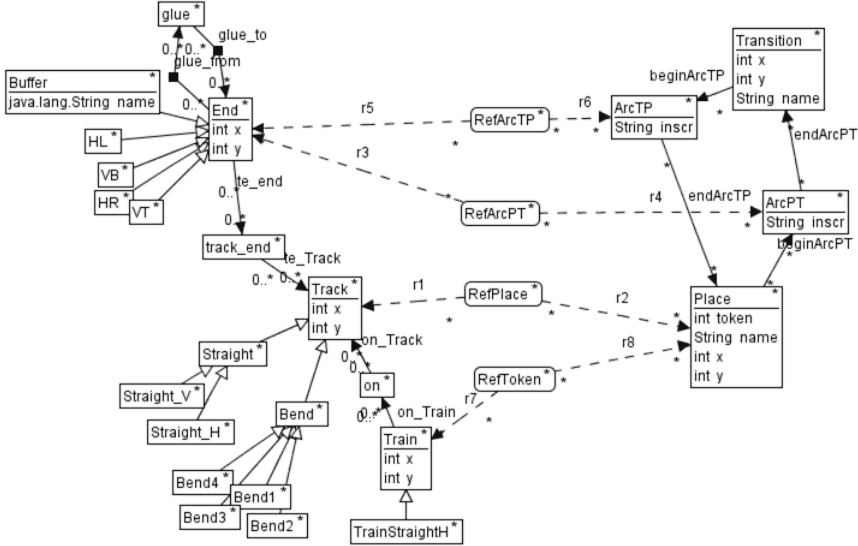 glue *
glue_to
0..*
0..*
glue_from
0..*
0..*
Buffer *
java.lang.String name
End *
int x
int y
HL *
VB *
HR *
VT *
te_end
0..*
0..*
track_end *
te_Track
0..*
0..*
Track *
int x
int y
on_Track
0..*
0..*
on *
0..*
0..*
on_Train
Train *
int x
int y
TrainStraightH *
Straight *
Straight_V *
Straight_H *
Bend *
Bend4 *
Bend1 *
Bend3 *
Bend2 *
r5
*
RefArcTP *
*
r6
*
r3
*
RefArcPT *
*
r4
*
r1
*
RefPlace *
*
r2
*
r8
*
RefToken *
*
r7
*
*
Transition *
int x
int y
String name
beginArcTP
*
*
ArcTP *
String inscr
endArcPT
*
*
endArcTP
*
*
ArcPT *
String inscr
beginArcPT
*
*
Place *
int token
String name
int x
int y